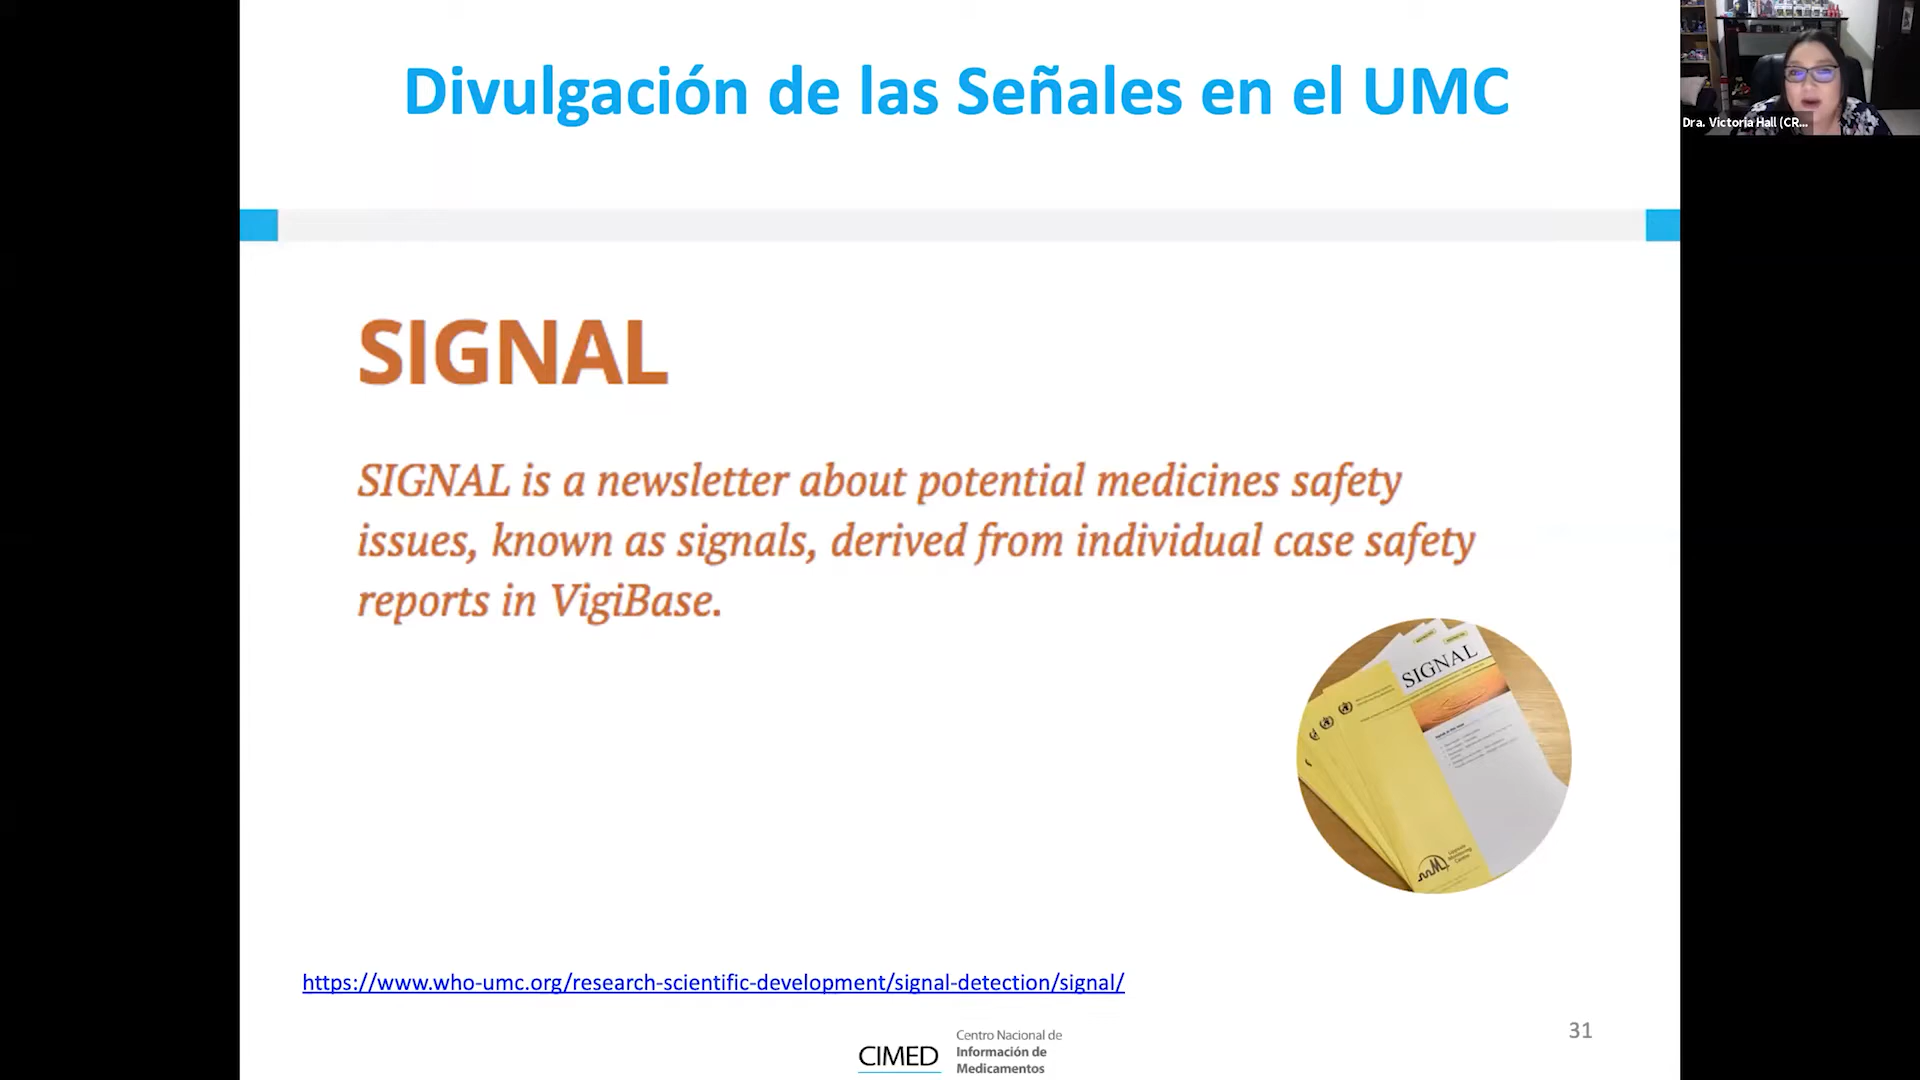 Divulgación de las Señales en el UMC
Dra. Victoria Hall (CR...
SIGNAL
SIGNAL is a newsletter about potential medicines safety
issues, known as signals, derived from individual case safety
reports in VigiBase.
SIGNAL
https://www.who-umc.org/research-scientific-development/signal-detection/signal/
CIMED
Centro Nacional de
Información de
Medicamentos
31